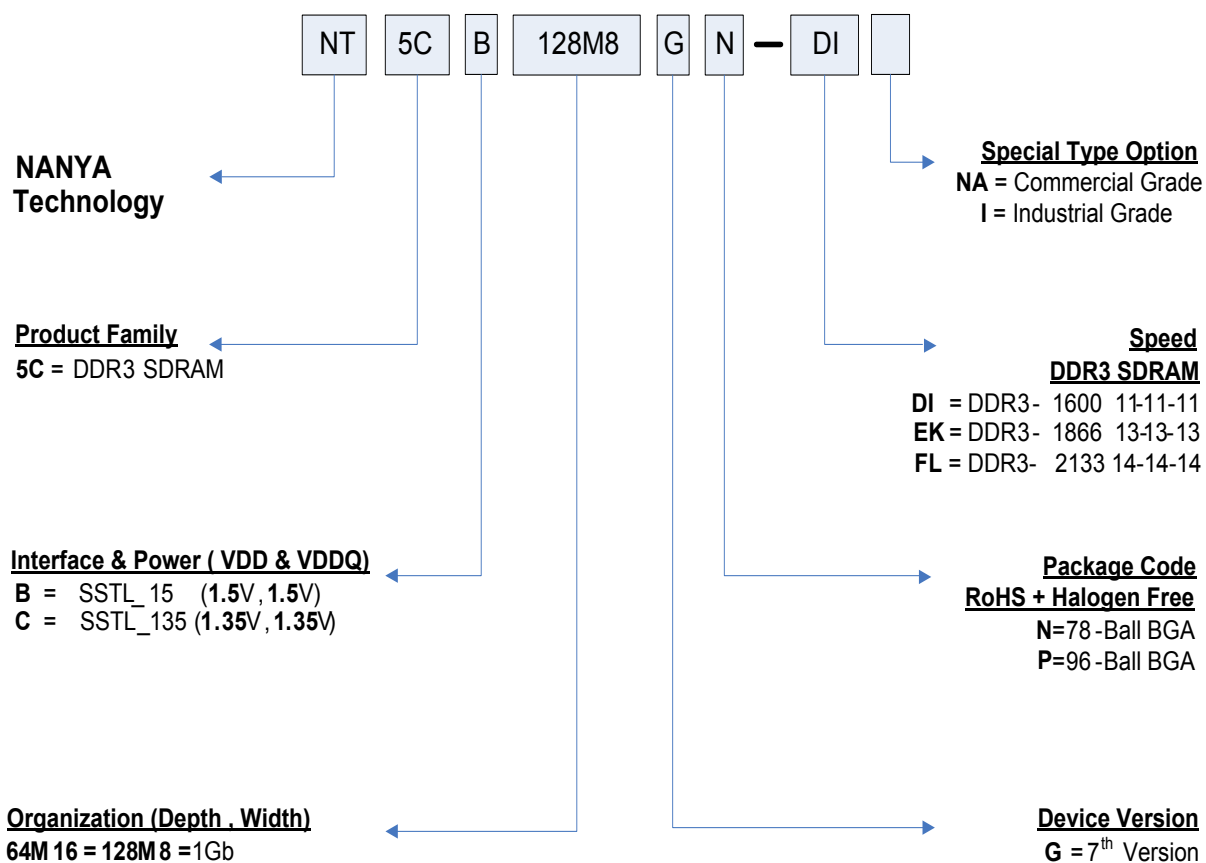 NT 5C B 128M8 G N – DI
NANYA
Technology
Special Type Option
NA = Commercial Grade
I = Industrial Grade
Product Family
5C = DDR3 SDRAM
Speed
DDR3 SDRAM
DI = DDR3- 1600 11-11-11
EK = DDR3- 1866 13-13-13
FL = DDR3- 2133 14-14-14
Interface & Power ( VDD & VDDQ)
B = SSTL_15 (1.5V,1.5V)
C = SSTL_135 (1.35V,1.35V)
Package Code
RoHS + Halogen Free
N=78-Ball BGA
P=96-Ball BGA
Organization (Depth , Width)
64M16 = 128M8 =1Gb
Device Version
G =7th Version